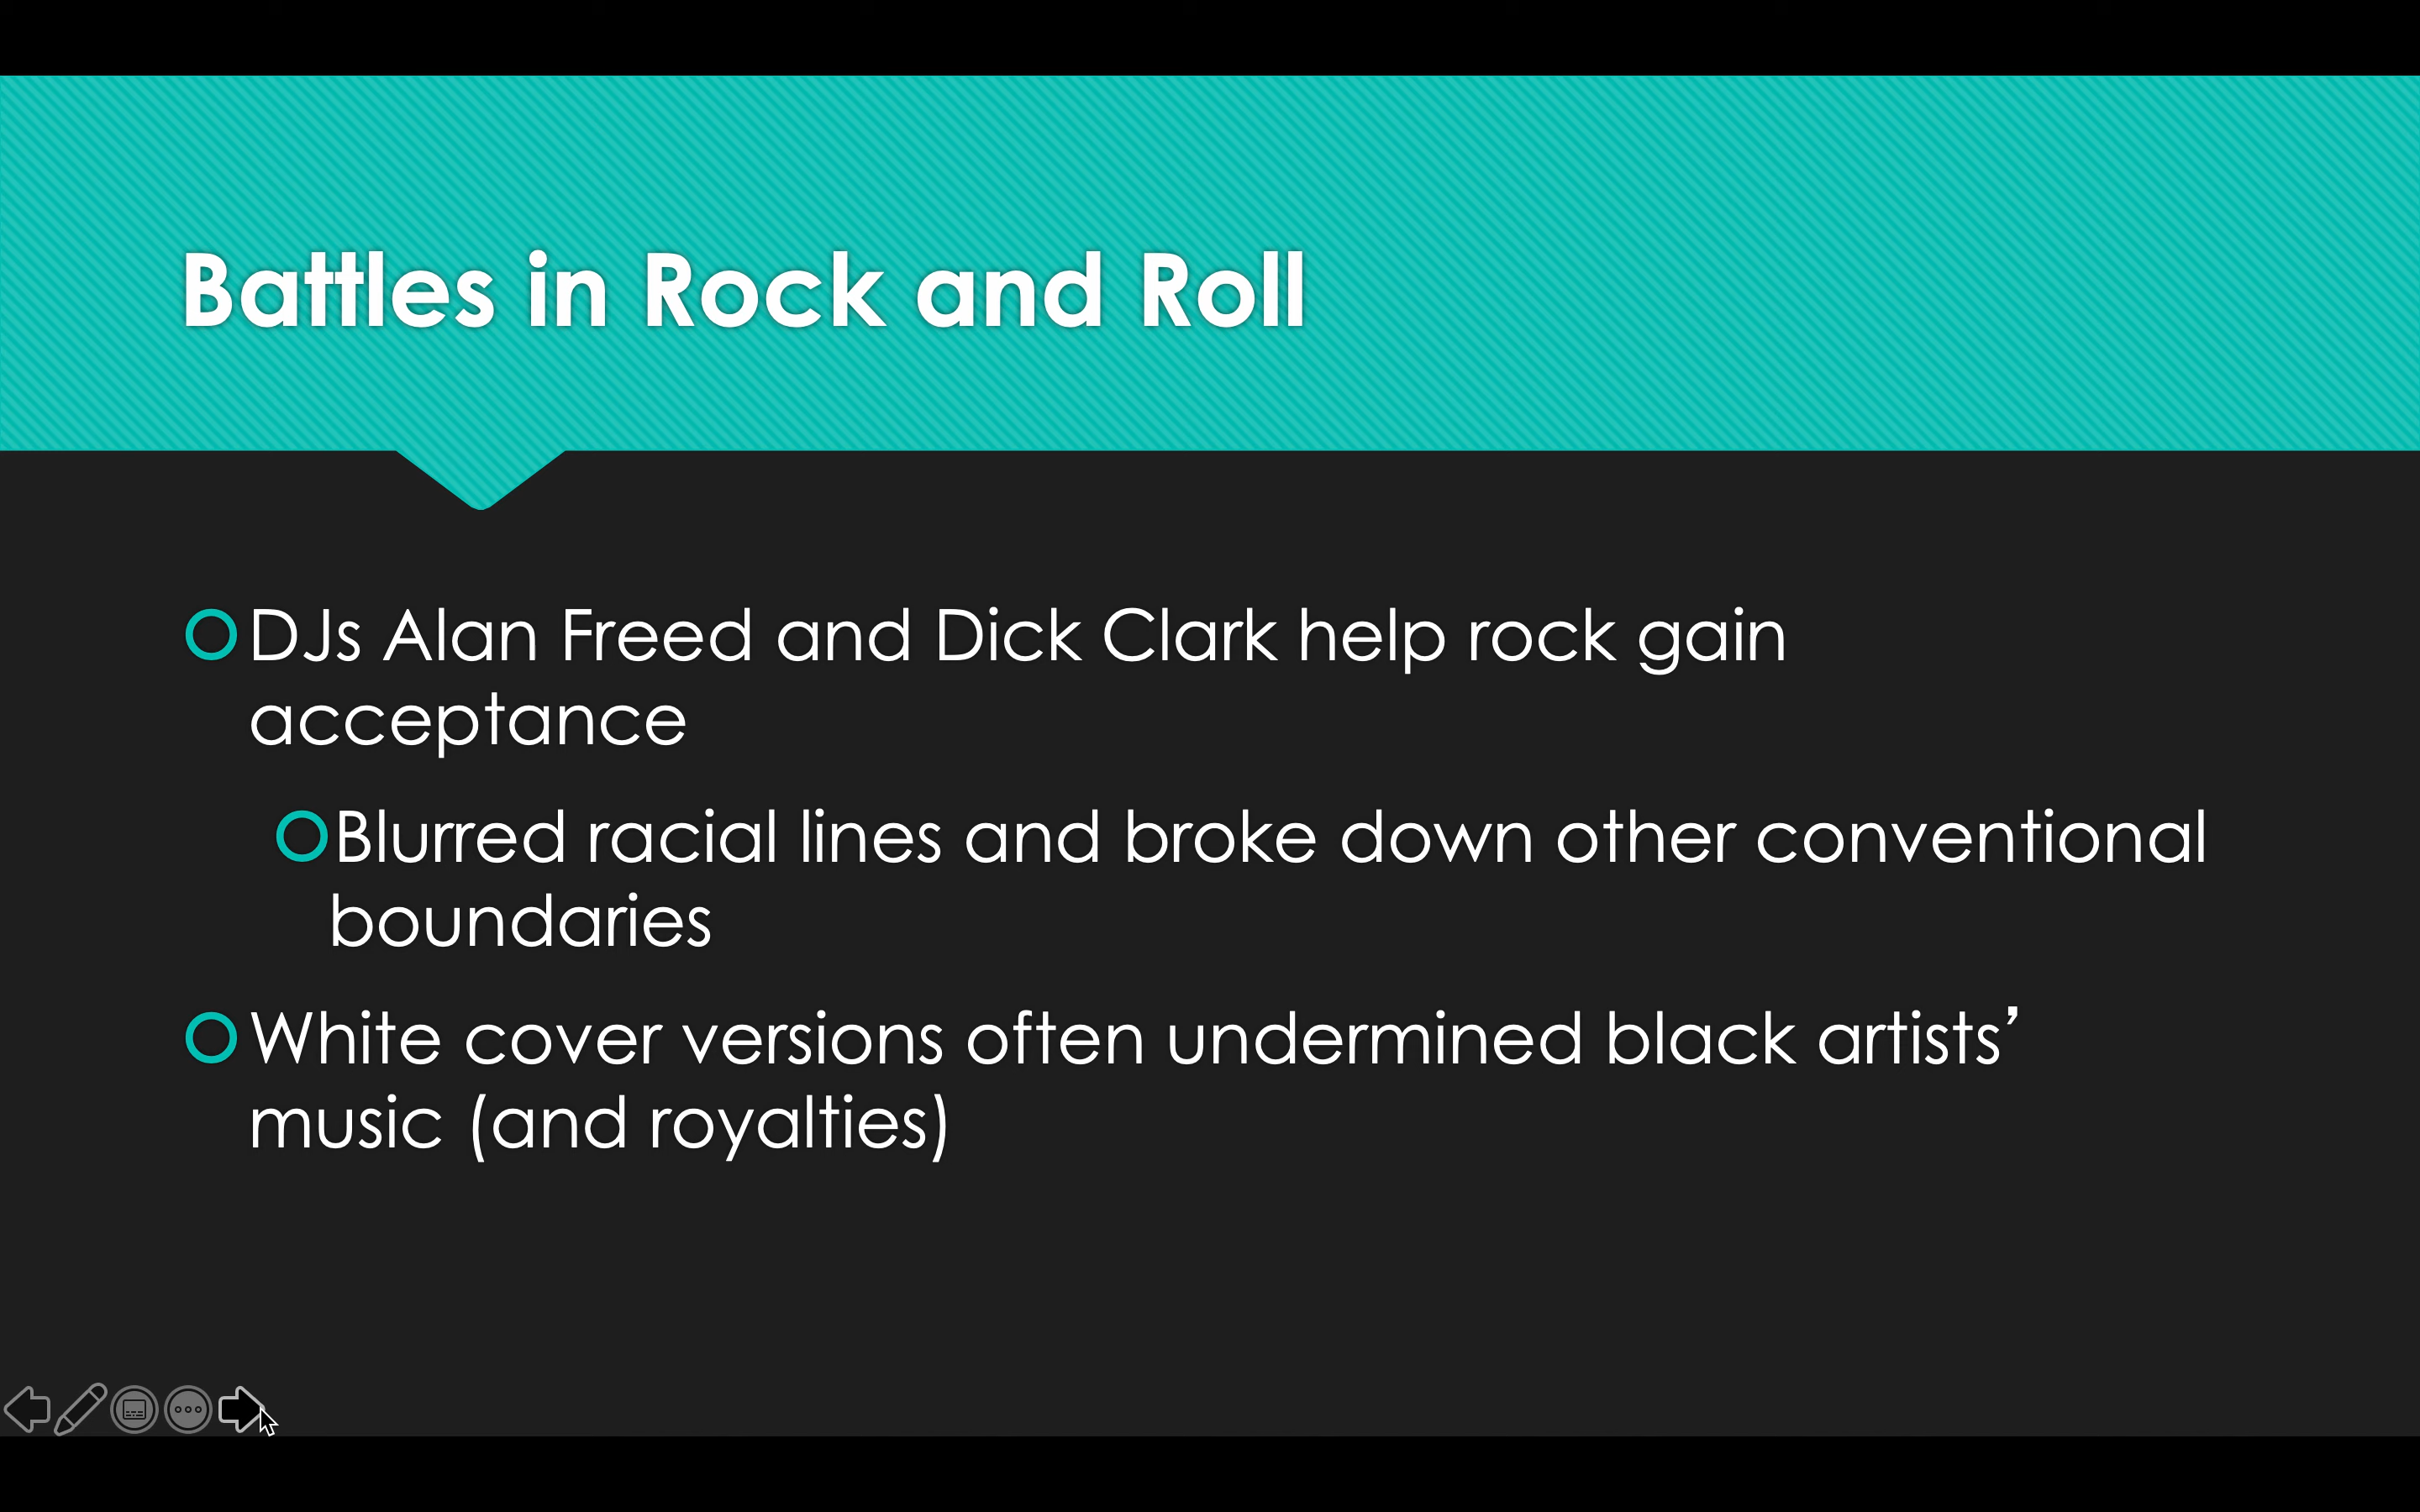 Battles in Rock and Roll
DJs Alan Freed and Dick Clark help rock gain
acceptance
Blurred racial lines and broke down other conventional
boundaries
White cover versions often undermined black artists’
music (and royalties)